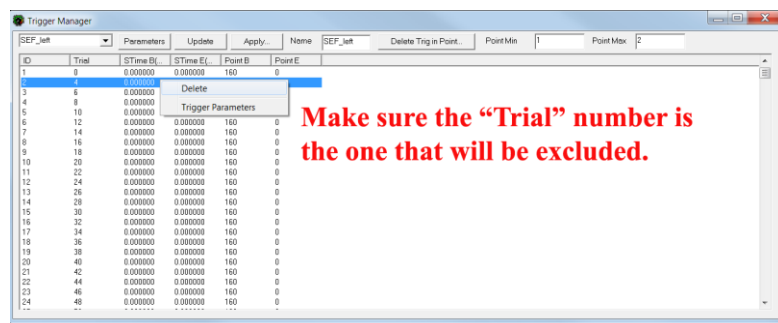 Trigger Manager
SEF_left Parameters Update Apply... Name SEF_left Delete Trig in Point... Point Min 1 Point Max 2
ID Trial STime B(... STime E(... Point B Point E
1 0 0.000000 0.000000 160 0
2 4 0.000000
3 6 0.000000
4 8 0.000000
5 10 0.000000 0.000000 160 0
6 12 0.000000 0.000000 160 0
7 14 0.000000 0.000000 160 0
8 16 0.000000 0.000000 160 0
9 18 0.000000 0.000000 160 0
10 20 0.000000 0.000000 160 0
11 22 0.000000 0.000000 160 0
12 24 0.000000 0.000000 160 0
13 26 0.000000 0.000000 160 0
14 28 0.000000 0.000000 160 0
15 30 0.000000 0.000000 160 0
16 32 0.000000 0.000000 160 0
17 34 0.000000 0.000000 160 0
18 36 0.000000 0.000000 160 0
19 38 0.000000 0.000000 160 0
20 40 0.000000 0.000000 160 0
21 42 0.000000 0.000000 160 0
22 44 0.000000 0.000000 160 0
23 46 0.000000 0.000000 160 0
24 48 0.000000 0.000000 160 0
Delete
Trigger Parameters
Make sure the “Trial” number is
the one that will be excluded.